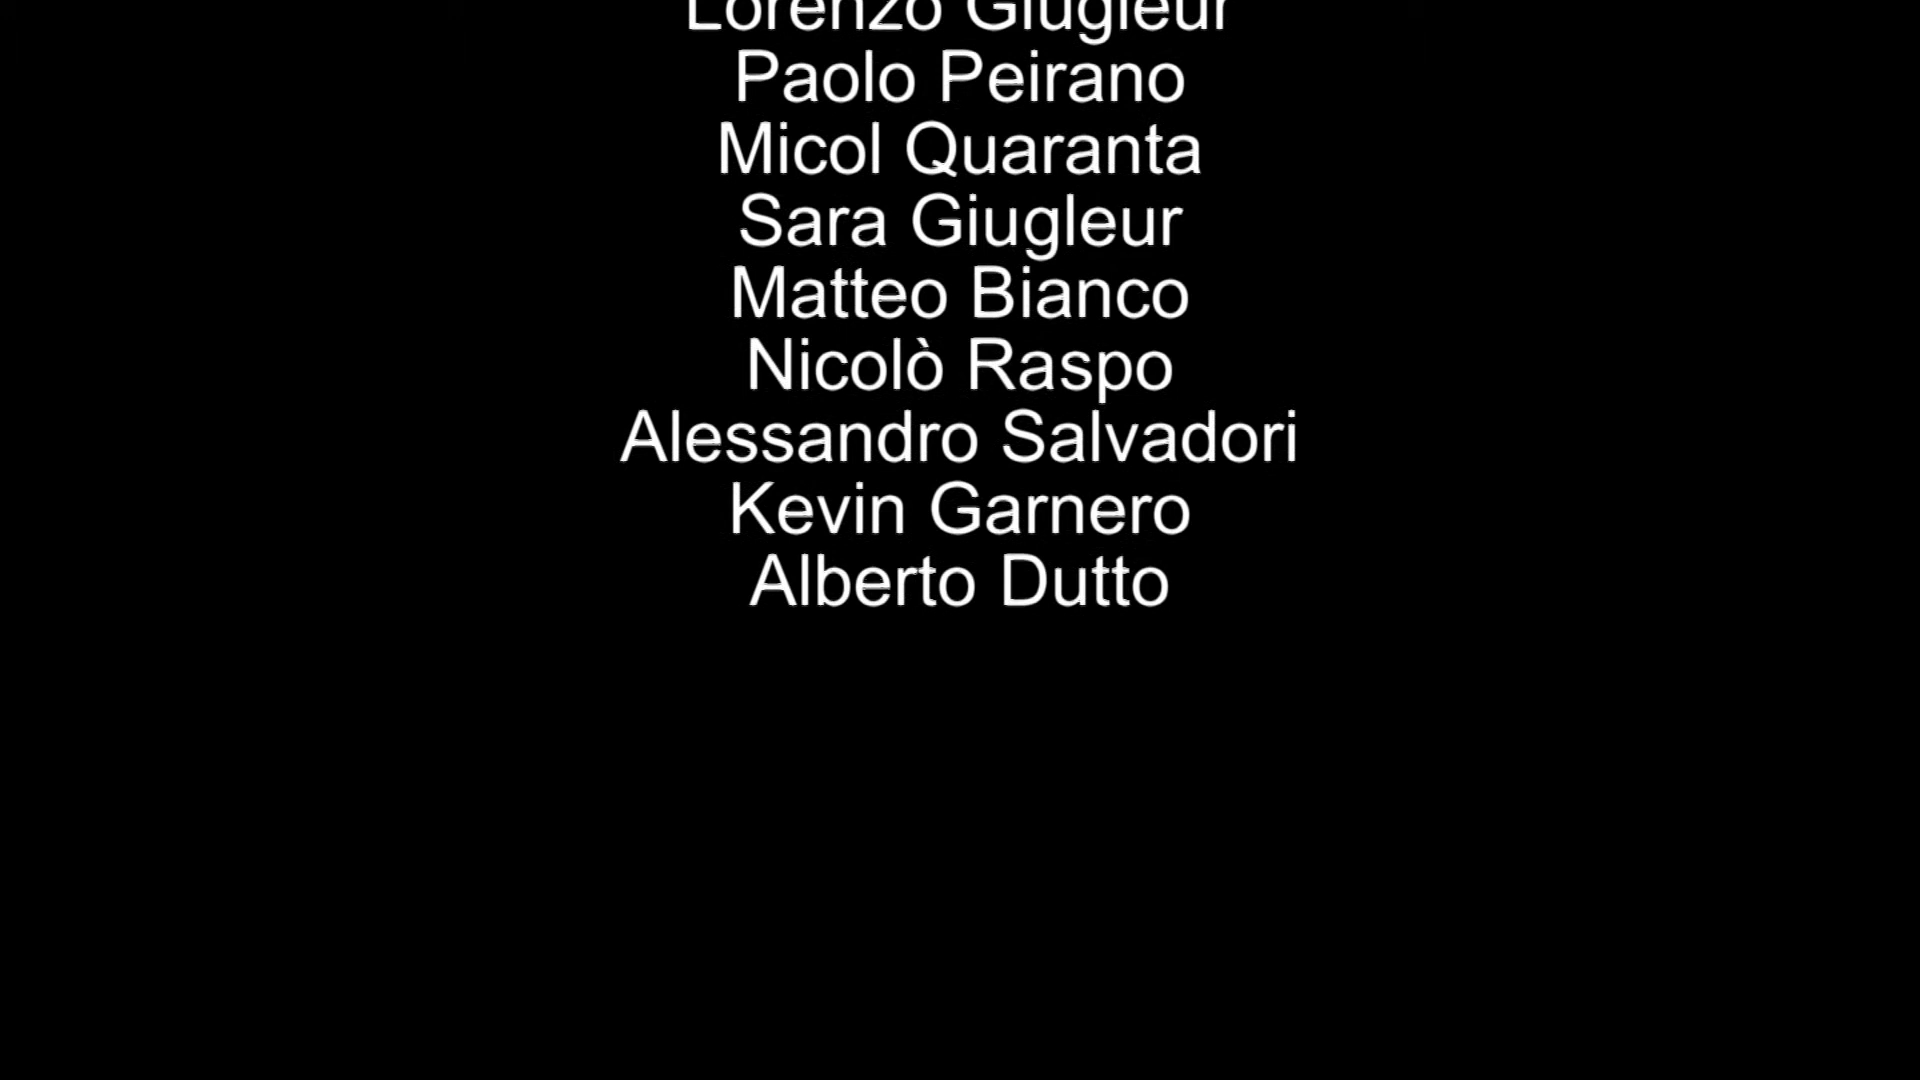 Lorenzo Giugleur
Paolo Peirano
Micol Quaranta
Sara Giugleur
Matteo Bianco
Nicolò Raspo
Alessandro Salvadori
Kevin Garnero
Alberto Dutto